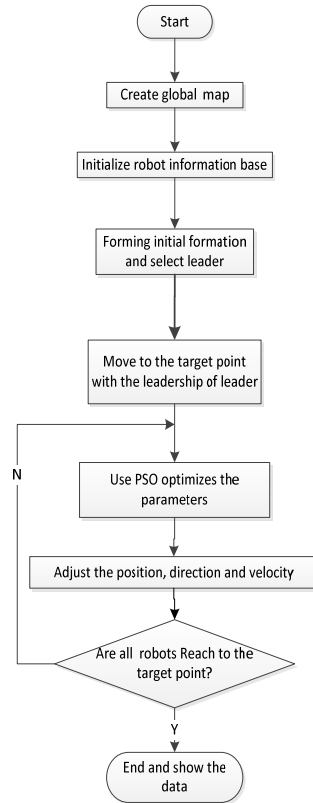 Start
Create global map
Initialize robot information base
Forming initial formation
and select leader
Move to the target point
with the leadership of leader
N
Use PSO optimizes the
parameters
Adjust the position, direction and velocity
Are all robots Reach to the
target point?
Y
End and show the
data